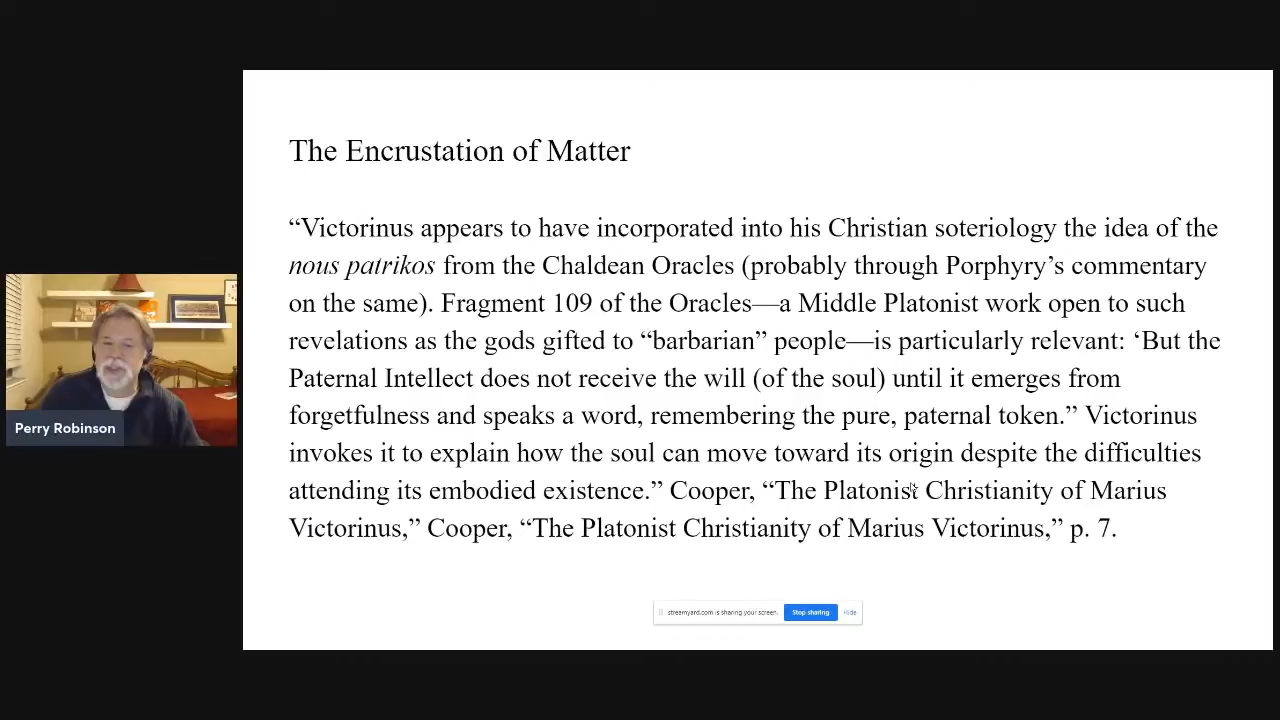 The Encrustation of Matter
“Victorinus appears to have incorporated into his Christian soteriology the idea of the
nous patrikos from the Chaldean Oracles (probably through Porphyry’s commentary
on the same). Fragment 109 of the Oracles—a Middle Platonist work open to such
revelations as the gods gifted to “barbarian” people—is particularly relevant: ‘But the
Paternal Intellect does not receive the will (of the soul) until it emerges from
forgetfulness and speaks a word, remembering the pure, paternal token.” Victorinus
invokes it to explain how the soul can move toward its origin despite the difficulties
attending its embodied existence.” Cooper, “The Platonist Christianity of Marius
Victorinus,” Cooper, “The Platonist Christianity of Marius Victorinus,” p. 7.
Perry Robinson
streamyard.com is sharing your screen. Stop sharing Hide